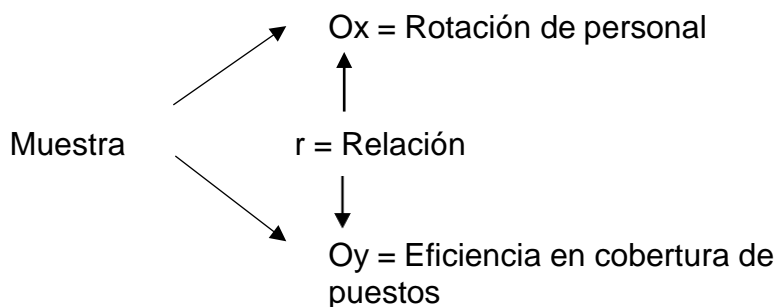 Ox = Rotación de personal
Muestra
r = Relación
Oy = Eficiencia en cobertura de
puestos